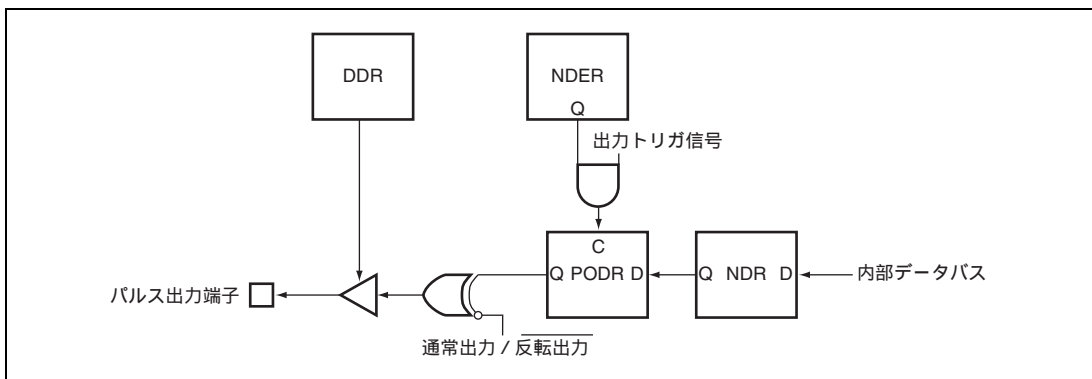 DDR
NDER
Q
出力トリガ信号
C
Q PODR D
Q NDR D
内部データバス
パルス出力端子
通常出力 / 反転出力